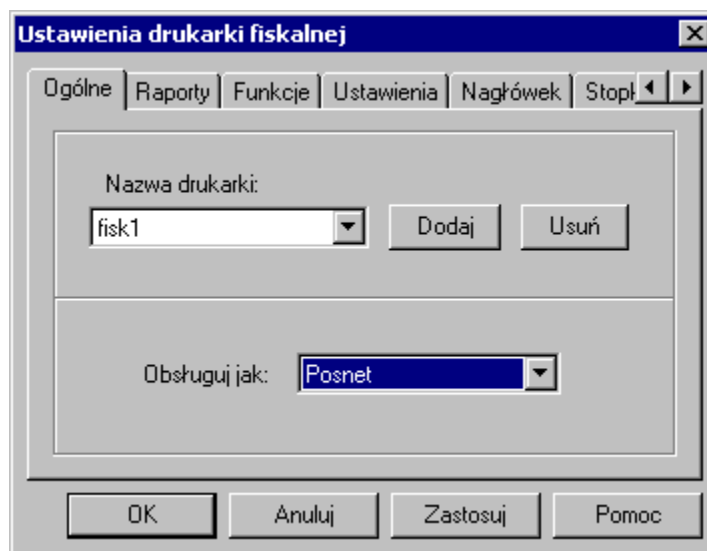 Ustawienia drukarki fiskalnej
Ogólne Raporty Funkcje Ustawienia Nagłówek
Nazwa drukarki:
fisk1 Dodaj Usuń
Obsługuj jak: Posnet
OK Anuluj Zastosuj Pomoc